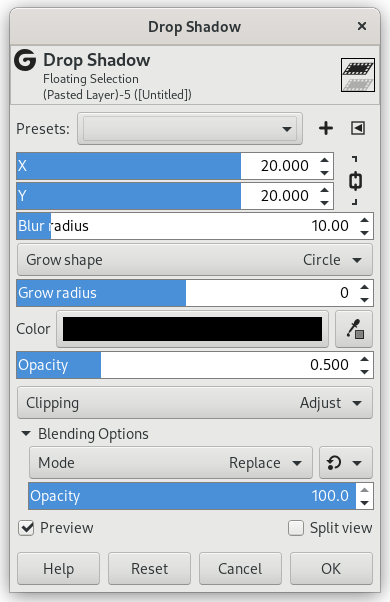 Drop Shadow
Drop Shadow
Floating Selection
(Pasted Layer)-5 ([Untitled])
Presets:
X 20.000
Y 20.000
Blur radius 10.00
Grow shape Circle
Grow radius 0
Color
Opacity 0.500
Clipping Adjust
Blending Options
Mode Replace
Opacity 100.0
Preview Split view
Help Reset Cancel OK